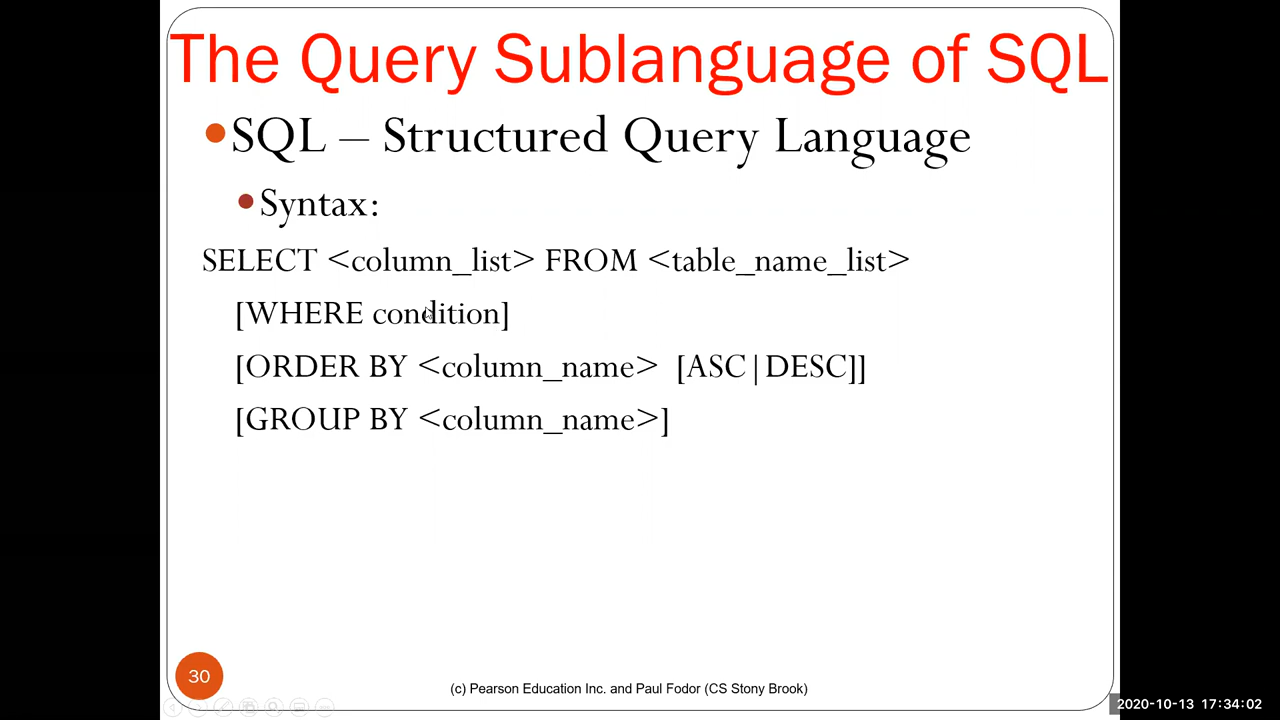 The Query Sublanguage of SQL
SQL – Structured Query Language
Syntax:
SELECT <column_list> FROM <table_name_list>
[WHERE condition]
[ORDER BY <column_name> [ASC|DESC]]
[GROUP BY <column_name>]
30
(c) Pearson Education Inc. and Paul Fodor (CS Stony Brook)
2020-10-13 17:34:02